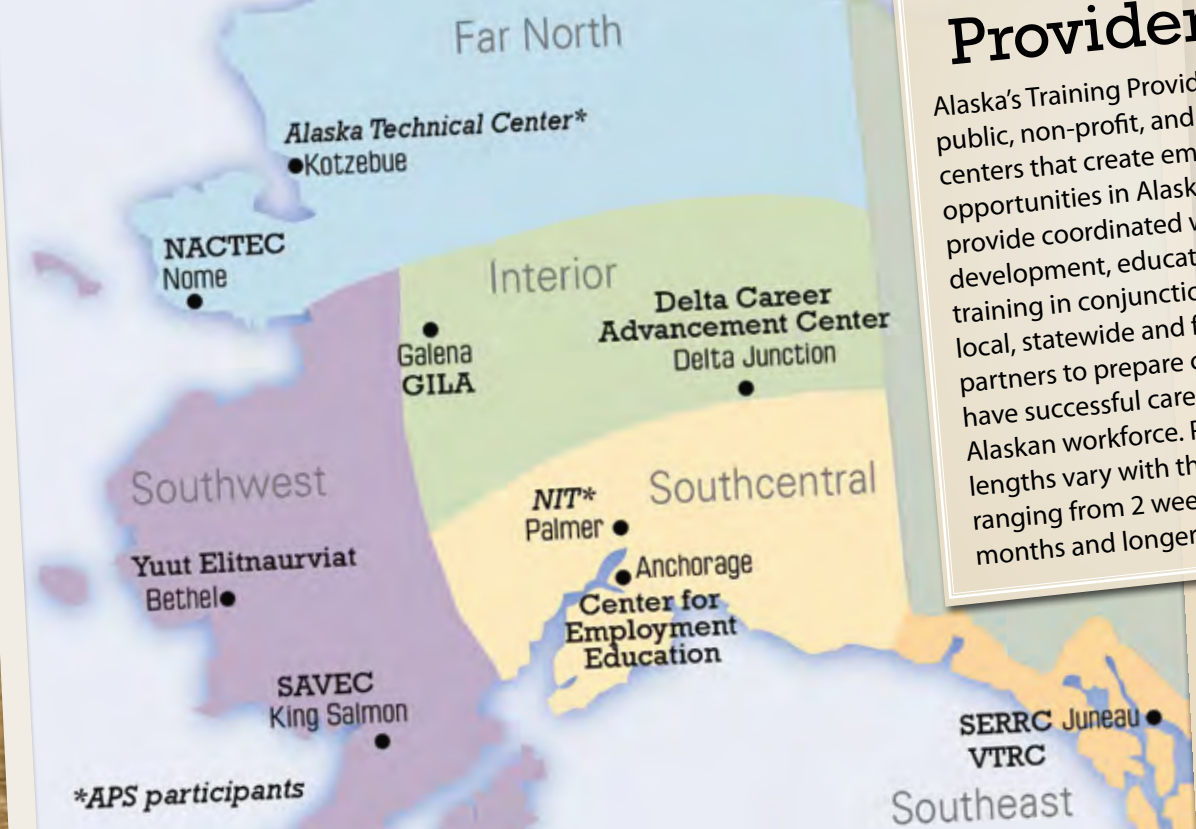 Far North
Alaska Technical Center*
Kotzebue
NACTEC
Nome
Interior
Galena
GILA
Delta Career
Advancement Center
Delta Junction
Southwest
Yuut Elitnaurviat
Bethel
SAVEC
King Salmon
*APS participants
Southcentral
NIT*
Palmer
Anchorage
Center for
Employment
Education
SERRC Juneau
VTRC
Southeast
Provider
Alaska's Training Provid
public, non-profit, and
centers that create em
opportunities in Alask
provide coordinated
development, educat
training in conjunctio
local, statewide and
partners to prepare
have successful care
Alaskan workforce.
lengths vary with th
ranging from 2 wee
months and longer